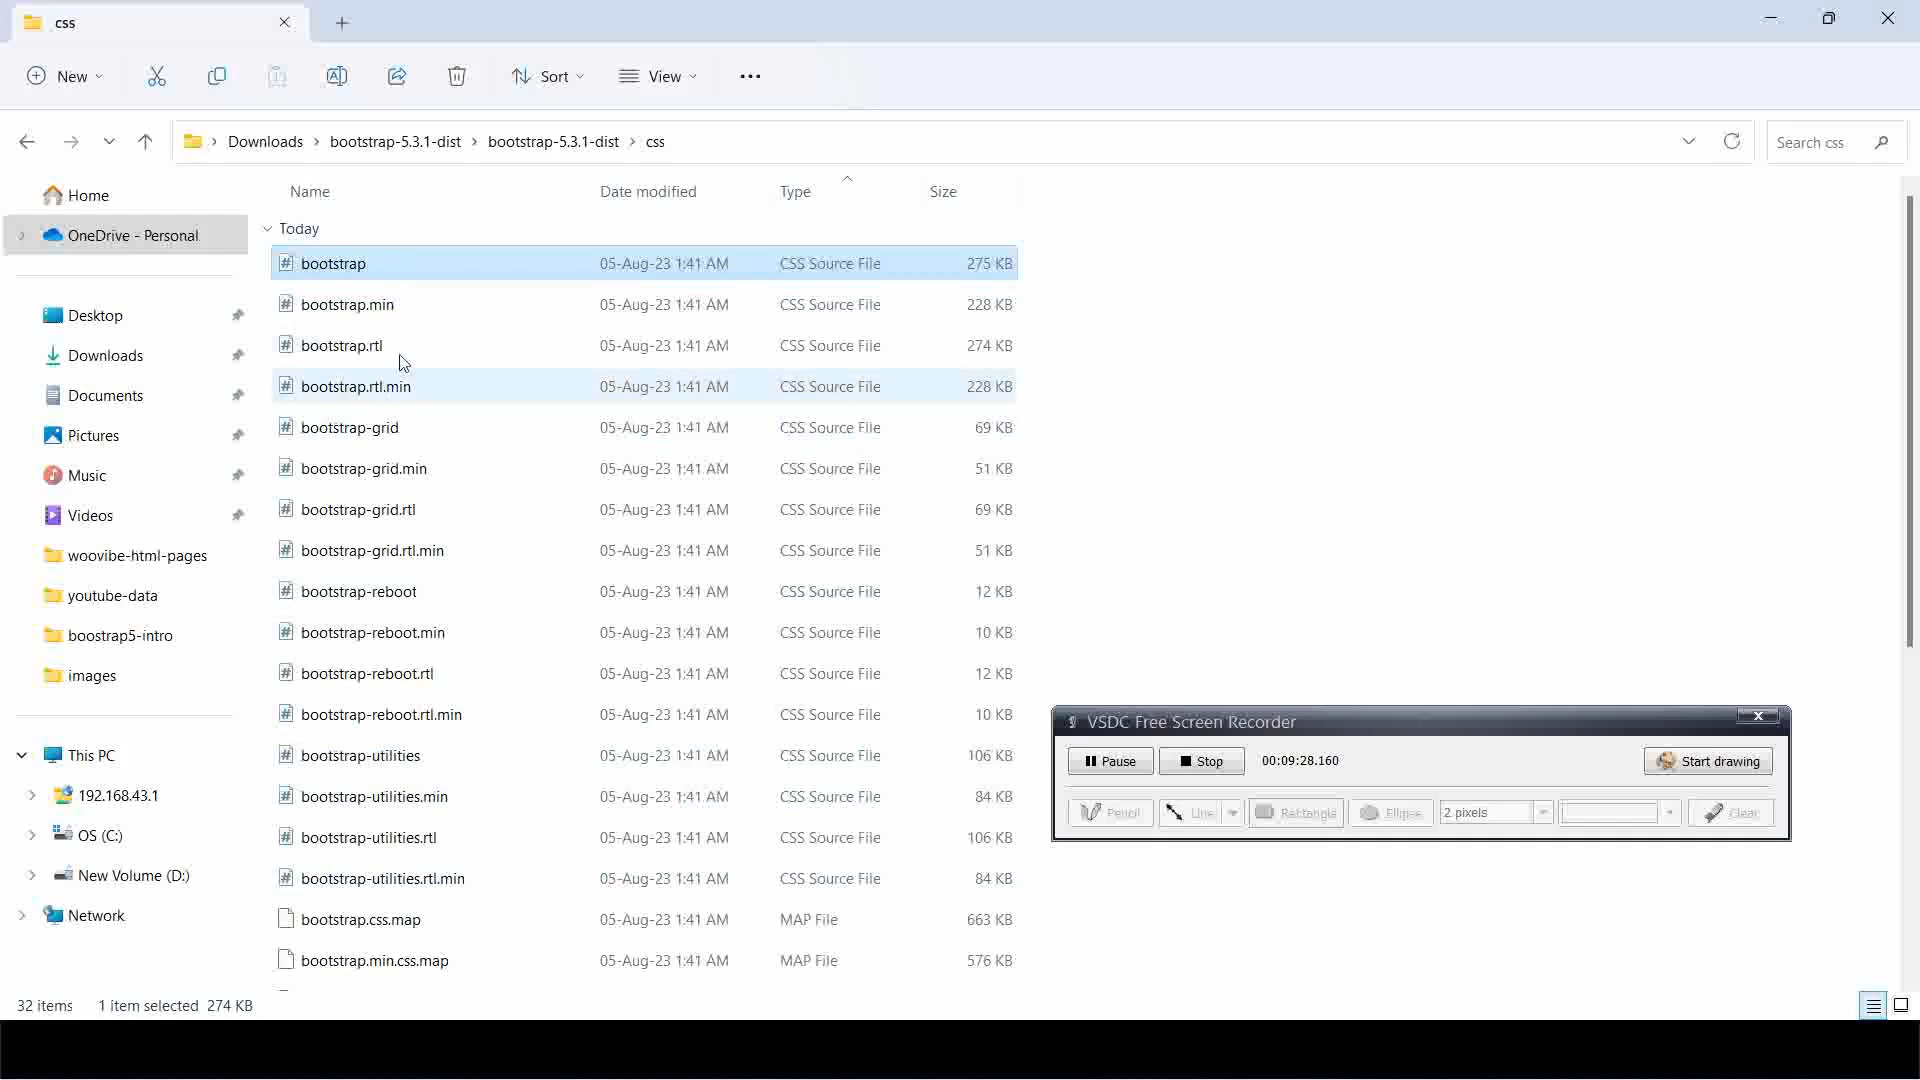 css
New
Sort
View
Downloads > bootstrap-5.3.1-dist > bootstrap-5.3.1-dist > css
Search css
Home
OneDrive - Personal
Desktop
Downloads
Documents
Pictures
Music
Videos
woovibe-html-pages
youtube-data
boostrap5-intro
images
This PC
192.168.43.1
OS (C:)
New Volume (D:)
Network
Name Date modified Type Size
Today
bootstrap 05-Aug-23 1:41 AM CSS Source File 275 KB
bootstrap.min 05-Aug-23 1:41 AM CSS Source File 228 KB
bootstrap.rtl 05-Aug-23 1:41 AM CSS Source File 274 KB
bootstrap.rtl.min 05-Aug-23 1:41 AM CSS Source File 228 KB
bootstrap-grid 05-Aug-23 1:41 AM CSS Source File 69 KB
bootstrap-grid.min 05-Aug-23 1:41 AM CSS Source File 51 KB
bootstrap-grid.rtl 05-Aug-23 1:41 AM CSS Source File 69 KB
bootstrap-grid.rtl.min 05-Aug-23 1:41 AM CSS Source File 51 KB
bootstrap-reboot 05-Aug-23 1:41 AM CSS Source File 12 KB
bootstrap-reboot.min 05-Aug-23 1:41 AM CSS Source File 10 KB
bootstrap-reboot.rtl 05-Aug-23 1:41 AM CSS Source File 12 KB
bootstrap-reboot.rtl.min 05-Aug-23 1:41 AM CSS Source File 10 KB
bootstrap-utilities 05-Aug-23 1:41 AM CSS Source File 106 KB
bootstrap-utilities.min 05-Aug-23 1:41 AM CSS Source File 84 KB
bootstrap-utilities.rtl 05-Aug-23 1:41 AM CSS Source File 106 KB
bootstrap-utilities.rtl.min 05-Aug-23 1:41 AM CSS Source File 84 KB
bootstrap.css.map 05-Aug-23 1:41 AM MAP File 663 KB
bootstrap.min.css.map 05-Aug-23 1:41 AM MAP File 576 KB
VSDC Free Screen Recorder
Pause Stop 00:09:28.160 Start drawing
Pencil Line Rectangle Ellipse 2 pixels Clear
32 items 1 item selected 274 KB